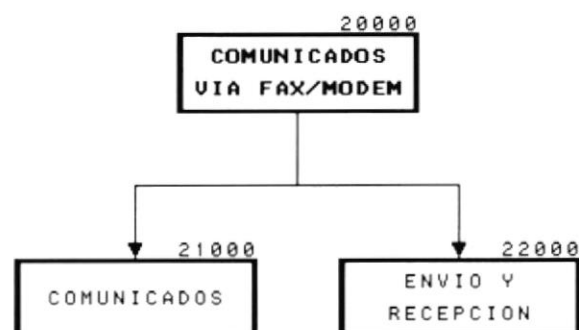 20000
COMUNICADOS
VIA FAX/MODEM
21000
COMUNICADOS
22000
ENVIO Y
RECEPCION